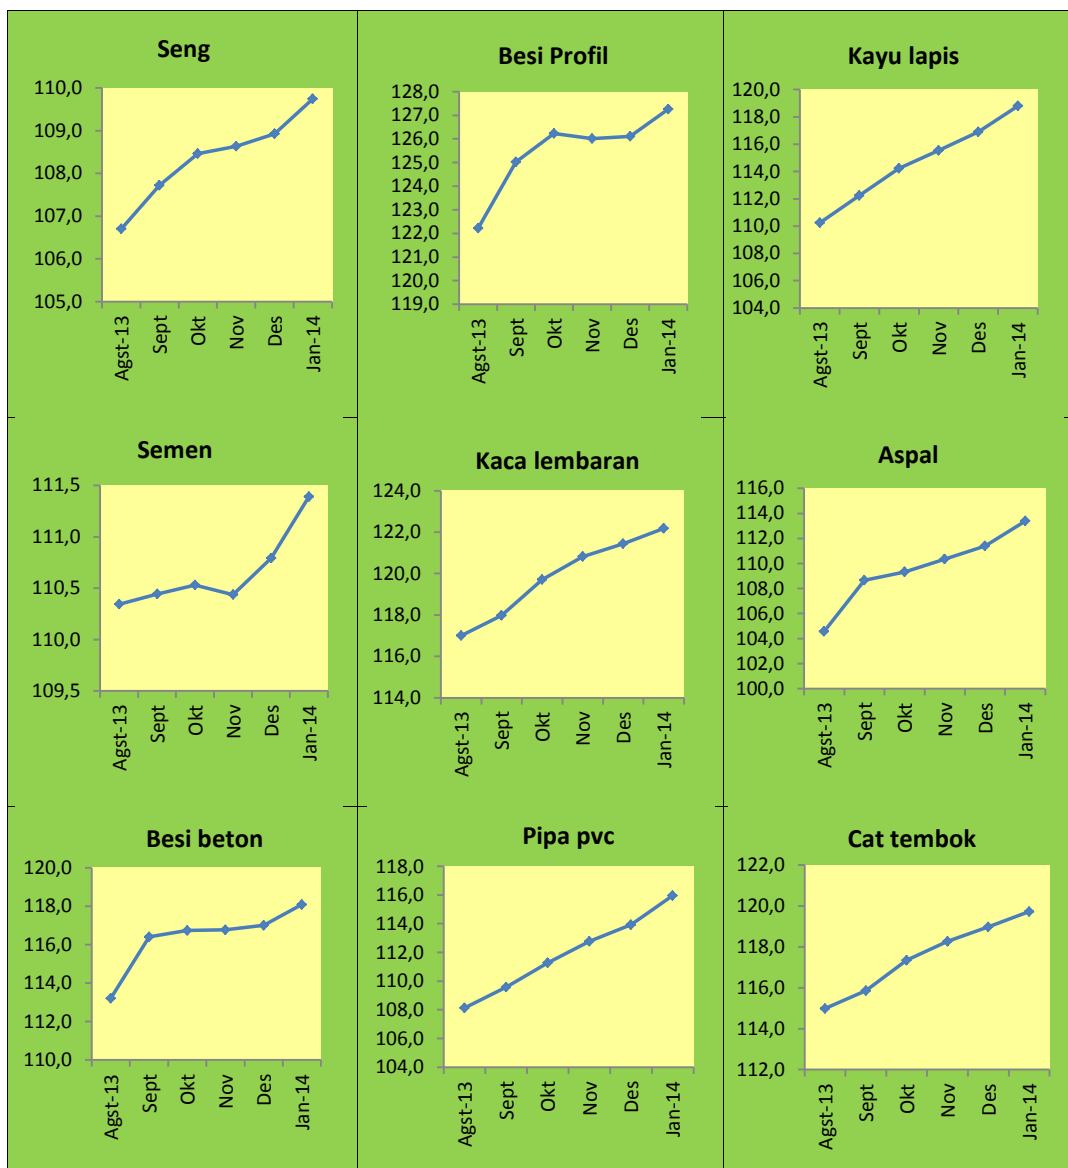 Seng
110,0
109,0
108,0
107,0
106,0
105,0
Agst-13
Sept
Okt
Nov
Des
Jan-14
Besi Profil
128,0
127,0
126,0
125,0
124,0
123,0
122,0
121,0
120,0
119,0
Agst-13
Sept
Okt
Nov
Des
Jan-14
Kayu lapis
120,0
118,0
116,0
114,0
112,0
110,0
108,0
106,0
104,0
Agst-13
Sept
Okt
Nov
Des
Jan-14
Semen
111,5
111,0
110,5
110,0
109,5
Agst-13
Sept
Okt
Nov
Des
Jan-14
Kaca lembaran
124,0
122,0
120,0
118,0
116,0
114,0
Agst-13
Sept
Okt
Nov
Des
Jan-14
Aspal
116,0
114,0
112,0
110,0
108,0
106,0
104,0
102,0
100,0
Agst-13
Sept
Okt
Nov
Des
Jan-14
Besi beton
120,0
118,0
116,0
114,0
112,0
110,0
Agst-13
Sept
Okt
Nov
Des
Jan-14
Pipa pvc
118,0
116,0
114,0
112,0
110,0
108,0
106,0
104,0
Agst-13
Sept
Okt
Nov
Des
Jan-14
Cat tembok
122,0
120,0
118,0
116,0
114,0
112,0
Agst-13
Sept
Okt
Nov
Des
Jan-14